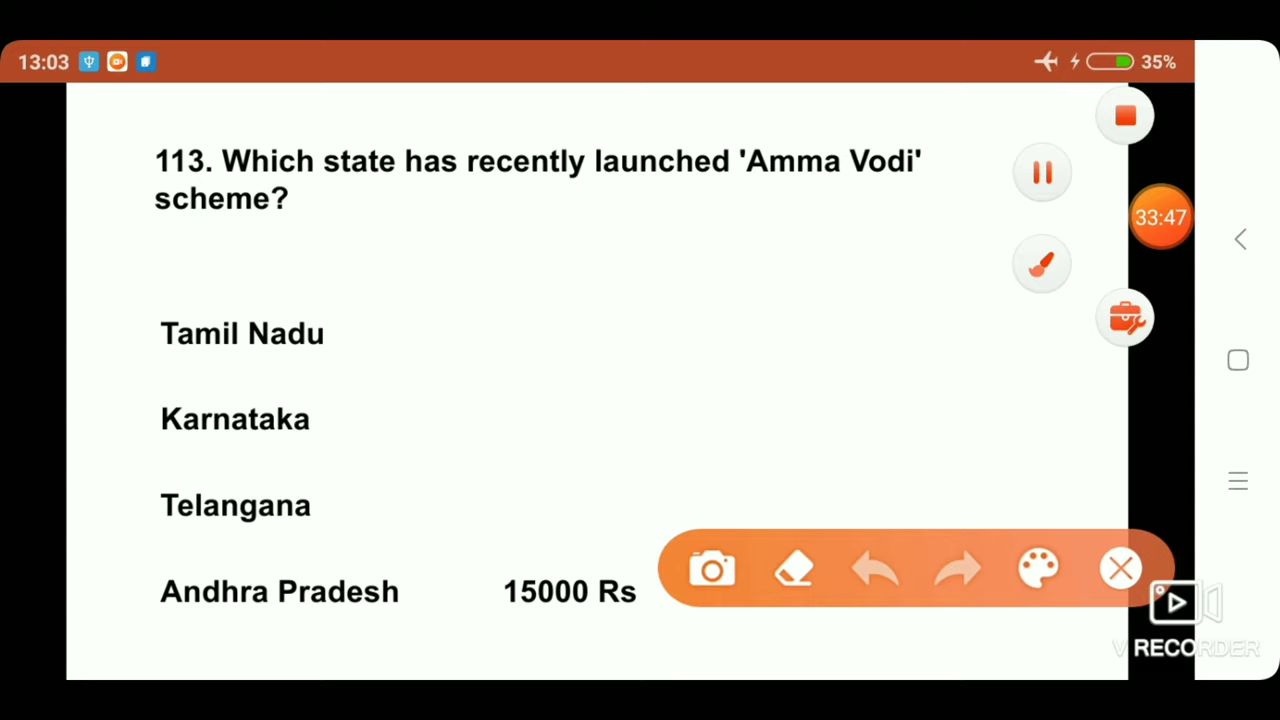 13:03
35%
113. Which state has recently launched 'Amma Vodi'
scheme?
33:47
Tamil Nadu
Karnataka
Telangana
Andhra Pradesh 15000 Rs
V RECORDER